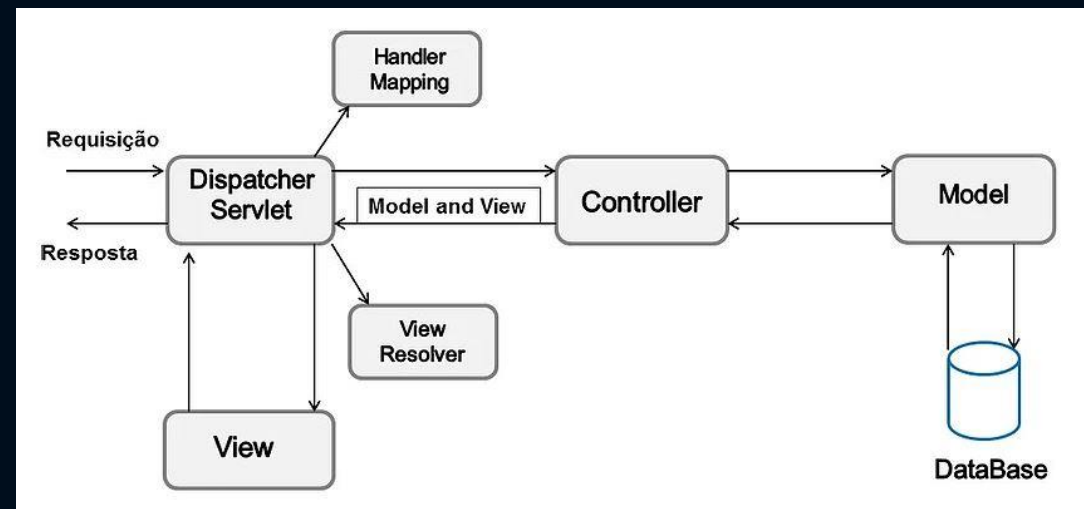 Handler
Mapping
Requisição
Dispatcher
Servlet
Model and View
Controller
Model
Resposta
View
Resolver
View
DataBase